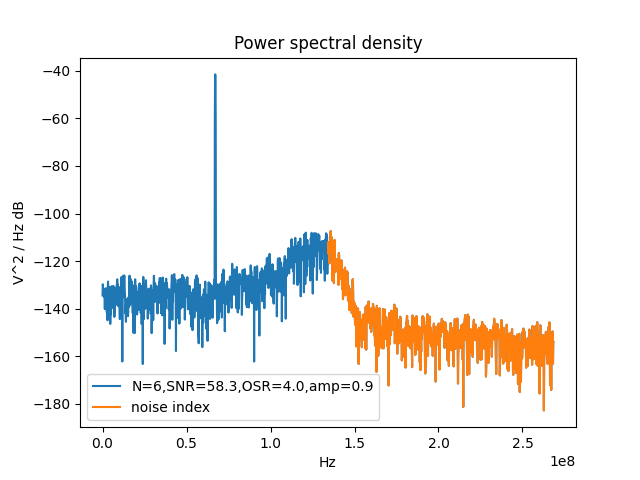 Power spectral density
V^2 / Hz dB
−40
−60
−80
−100
−120
−140
−160
−180
N=6,SNR=58.3,OSR=4.0,amp=0.9
noise index
0.0 0.5 1.0 1.5 2.0 2.5
1e8
Hz